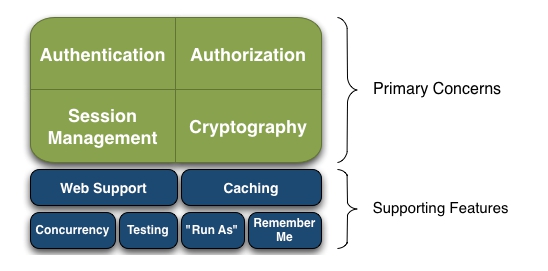 Authentication
Authorization
Session
Management
Cryptography
Primary Concerns
Web Support
Caching
Concurrency
Testing
"Run As"
Remember
Me
Supporting Features